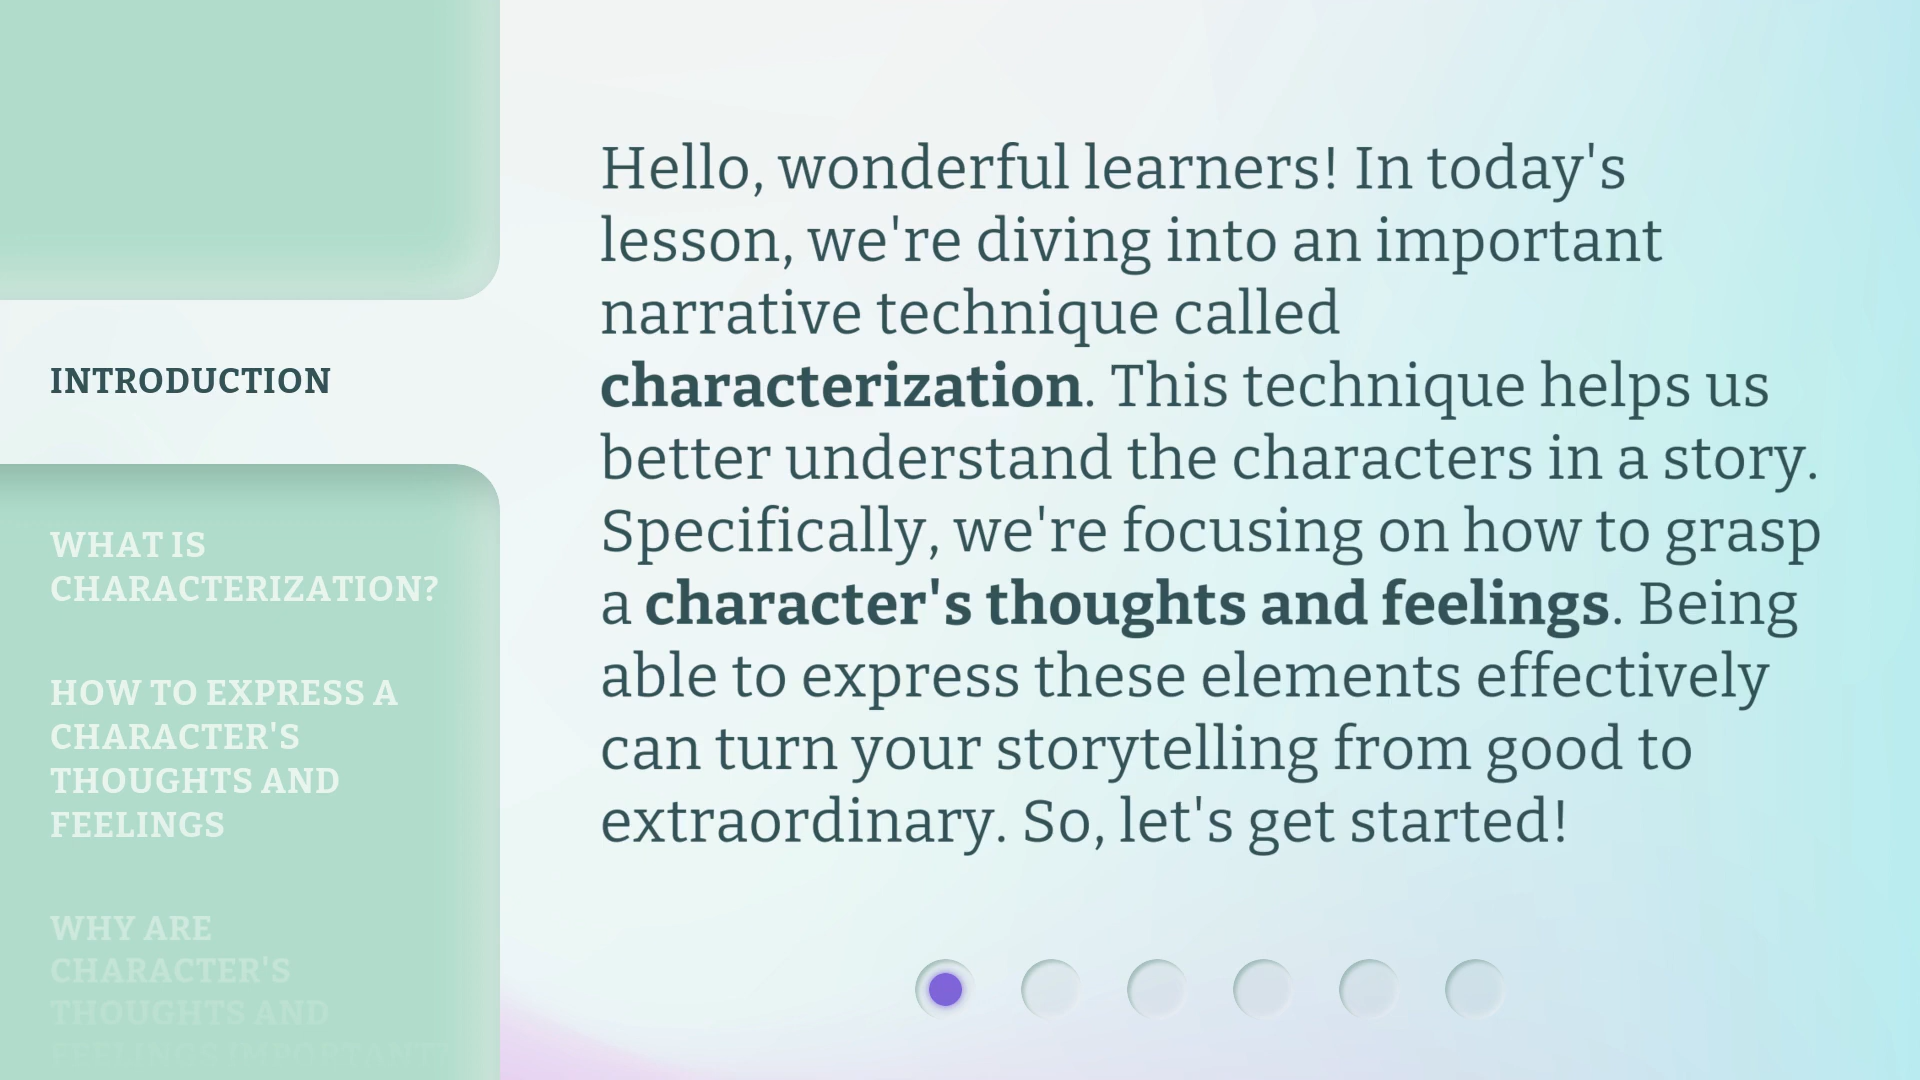 INTRODUCTION
WHAT IS
CHARACTERIZATION?
HOW TO EXPRESS A
CHARACTER'S
THOUGHTS AND
FEELINGS
WHY ARE
CHARACTER'S
THOUGHTS AND
FEELINGS IMPORTANT?
Hello, wonderful learners! In today's
lesson, we're diving into an important
narrative technique called
characterization. This technique helps us
better understand the characters in a story.
Specifically, we're focusing on how to grasp
a character's thoughts and feelings. Being
able to express these elements effectively
can turn your storytelling from good to
extraordinary. So, let's get started!